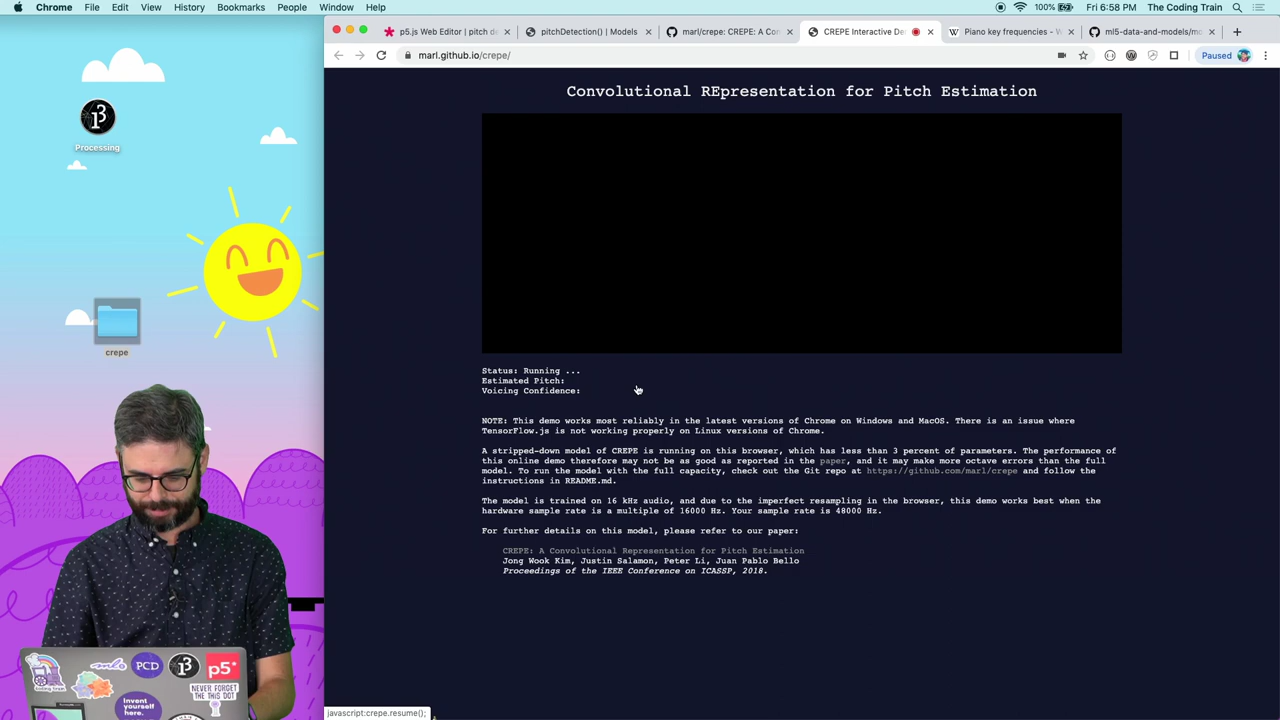 Chrome File Edit View History Bookmarks People Window Help
100% Fri 6:58 PM The Coding Train
p5.js Web Editor | pitch de
pitchDetection() | Models
marl/crepe: CREPE: A Con
CREPE Interactive De
Piano key frequencies - W
ml5-data-and-models/mo
marl.github.io/crepe/
Paused
Processing
crepe
Convolutional REpresentation for Pitch Estimation
Status: Running ...
Estimated Pitch:
Voicing Confidence:
NOTE: This demo works most reliably in the latest versions of Chrome on Windows and MacOS. There is an issue where
TensorFlow.js is not working properly on Linux versions of Chrome.
A stripped-down model of CREPE is running on this browser, which has less than 3 percent of parameters. The performance of
this online demo therefore may not be as good as reported in the paper, and it may make more octave errors than the full
model. To run the model with the full capacity, check out the Git repo at https://github.com/marl/crepe and follow the
instructions in README.md.
The model is trained on 16 kHz audio, and due to the imperfect resampling in the browser, this demo works best when the
hardware sample rate is a multiple of 16000 Hz. Your sample rate is 48000 Hz.
For further details on this model, please refer to our paper:
CREPE: A Convolutional Representation for Pitch Estimation
Jong Wook Kim, Justin Salamon, Peter Li, Juan Pablo Bello
Proceedings of the IEEE Conference on ICASSP, 2018.
PCD
p5*
NEVER FORGET
THE THIS DOT
Invent
yourself
here.
javascript:crepe.resume();